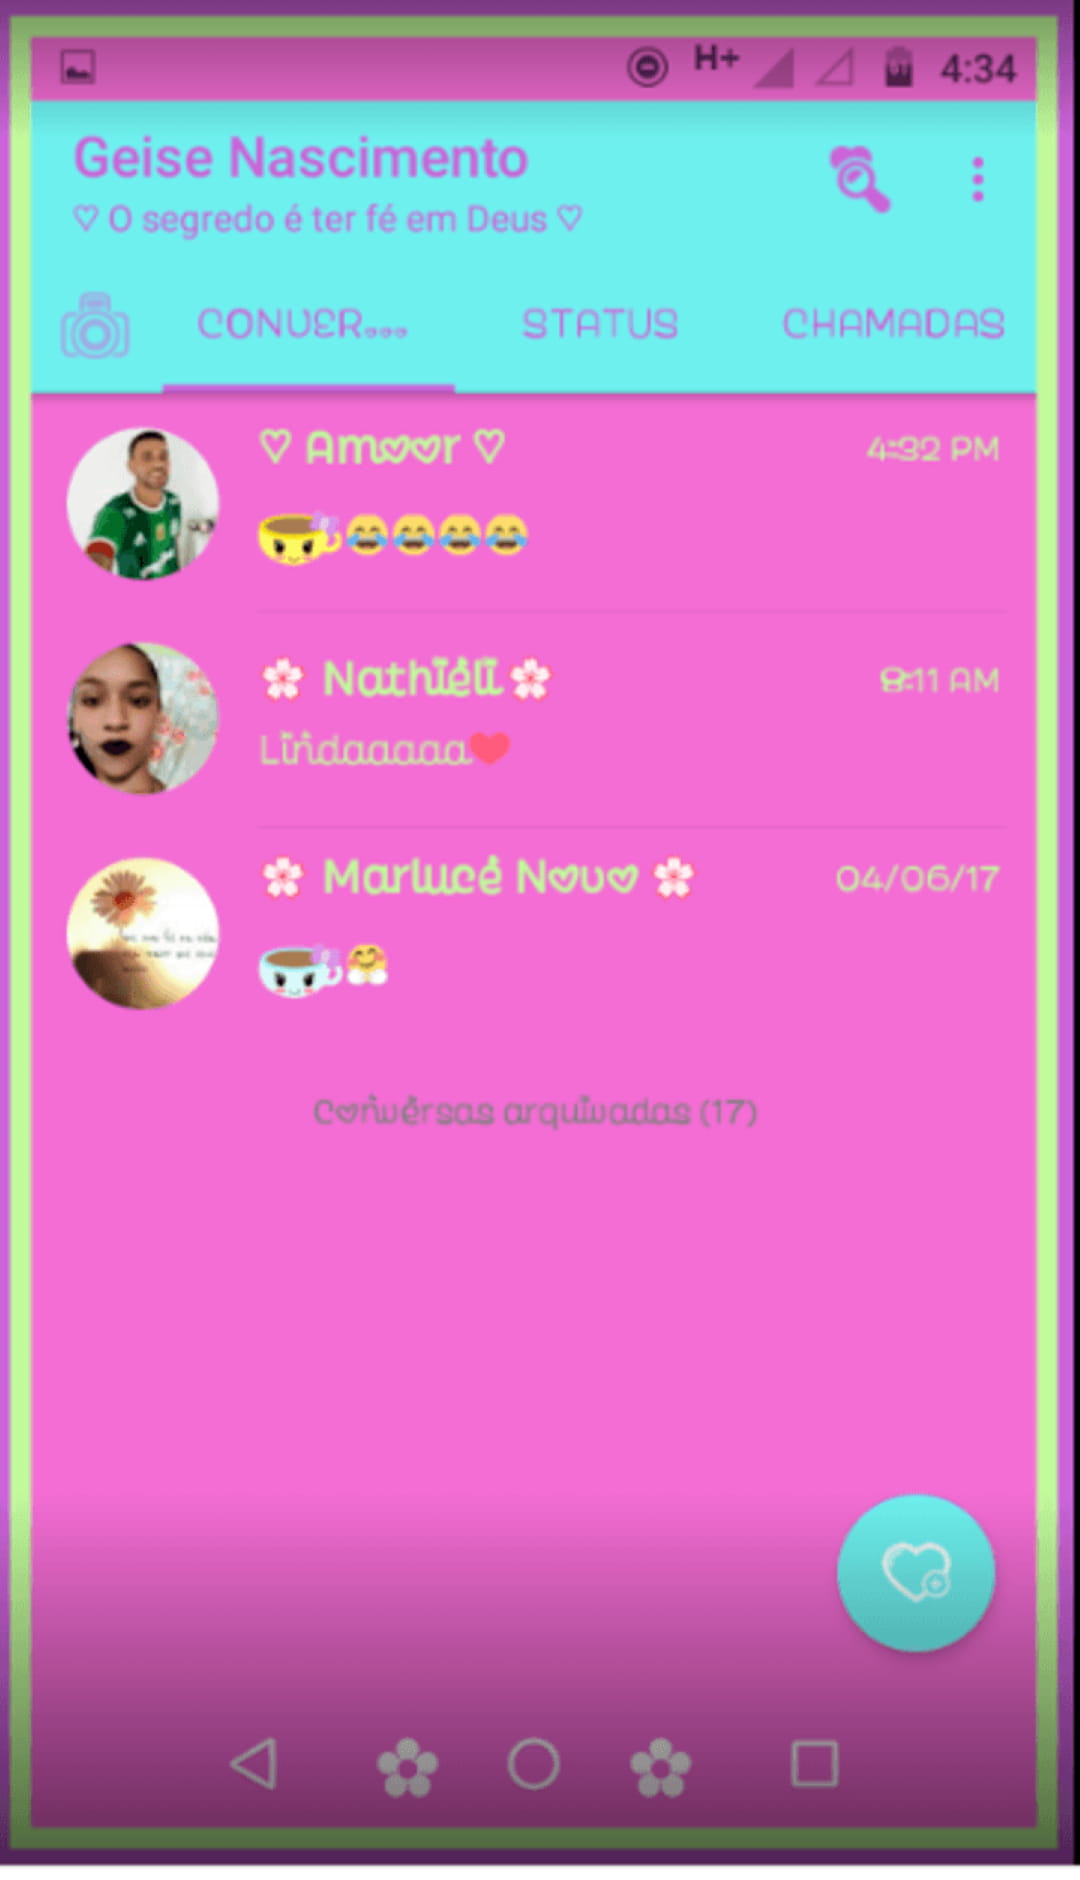 H+ 4:34
Geise Nascimento
♡ O segredo é ter fé em Deus ♡
CONVER...
STATUS
CHAMADAS
♡ Amoor ♡
4:32 PM
☕😂😂😂😂
🌸 Nathiéli 🌸
8:11 AM
Lindaaaaa❤
🌸 Marlucé Novo 🌸
04/06/17
☕🤗
Conversas arquivadas (17)